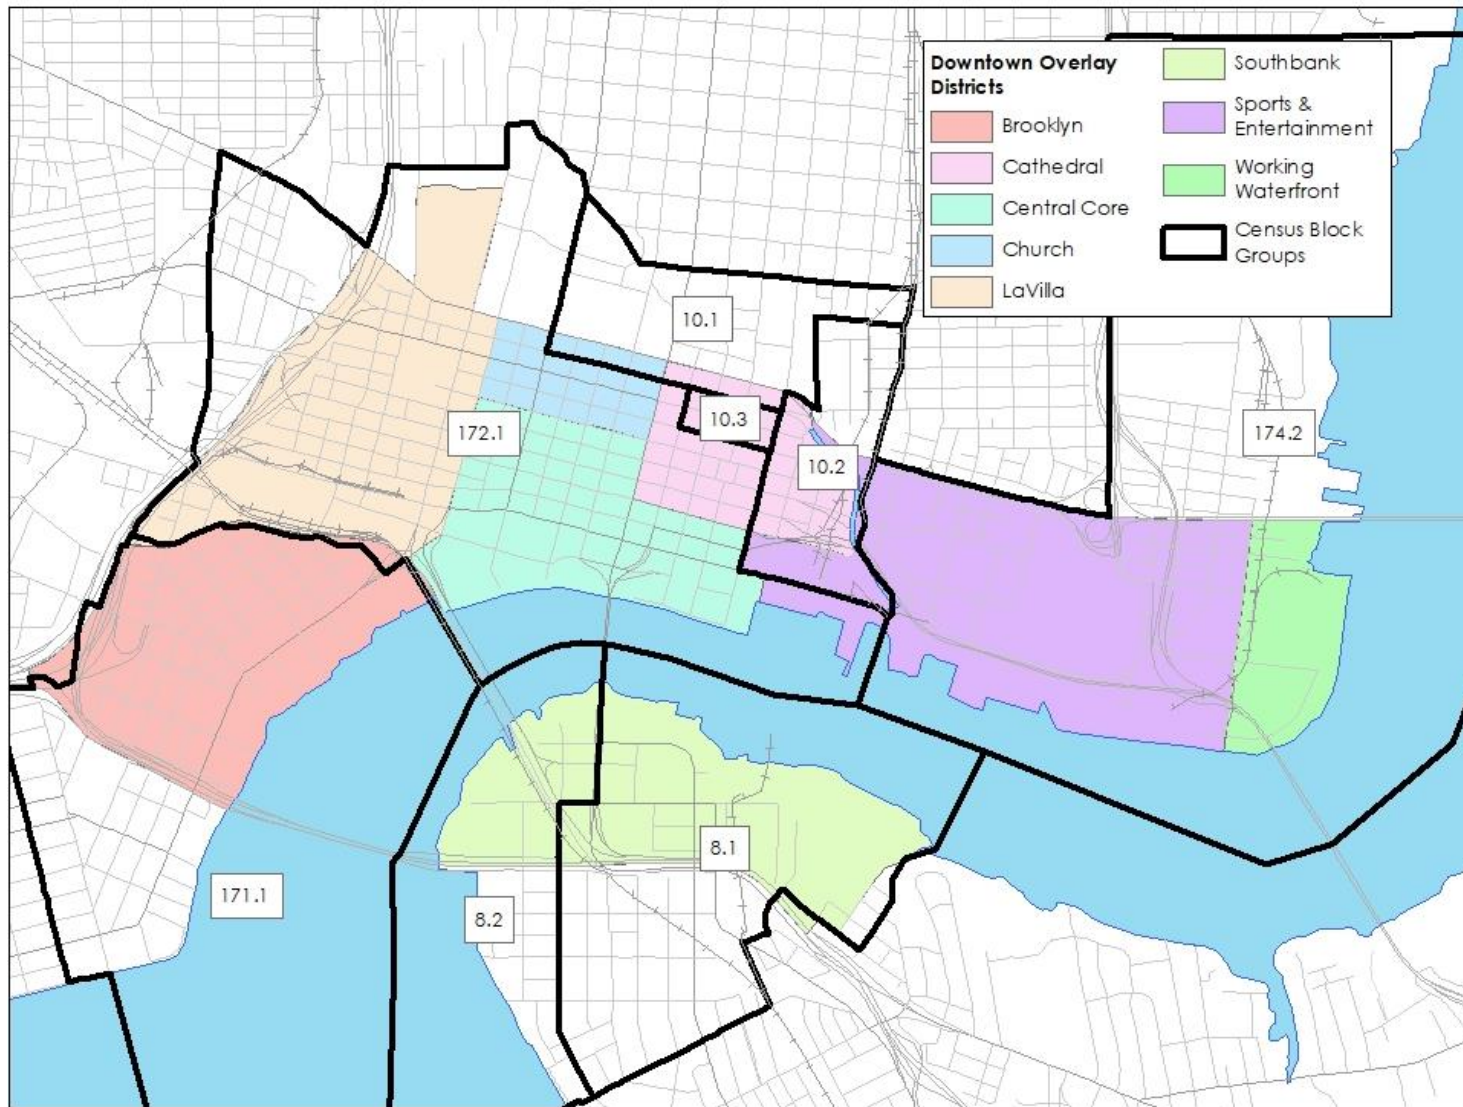 Downtown Overlay
Districts
Brooklyn
Cathedral
Central Core
Church
LaVilla
Southbank
Sports &
Entertainment
Working
Waterfront
Census Block
Groups
10.1
10.3
172.1
10.2
174.2
8.1
171.1
8.2